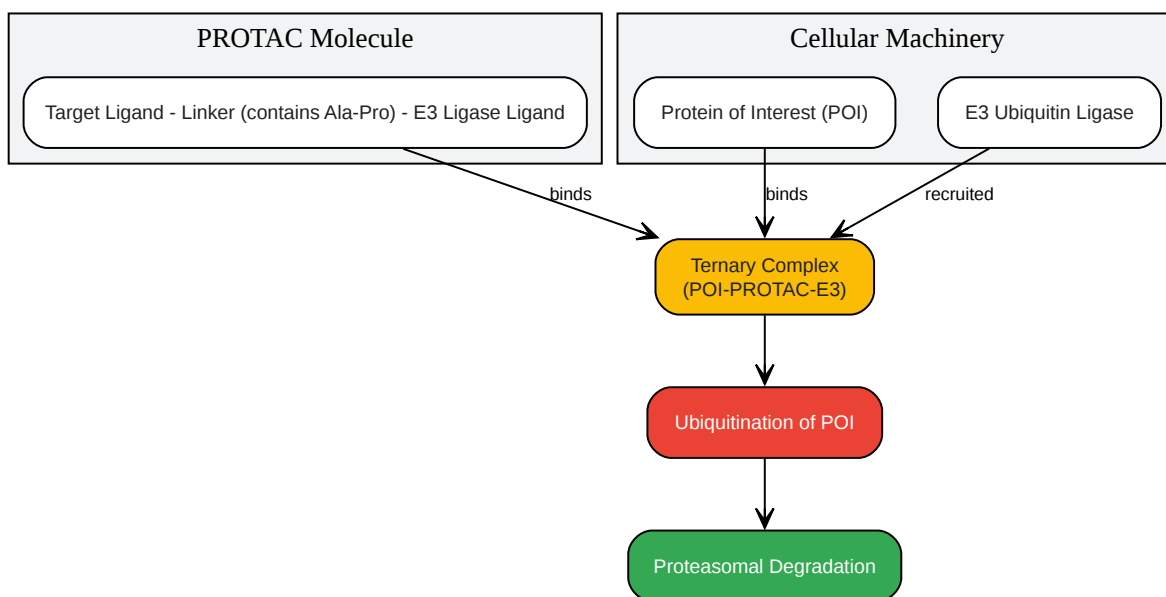 PROTAC Molecule
Cellular Machinery
Target Ligand - Linker (contains Ala-Pro) - E3 Ligase Ligand
Protein of Interest (POI)
E3 Ubiquitin Ligase
binds
binds
recruited
Ternary Complex
(POI-PROTAC-E3)
Ubiquitination of POI
Proteasomal Degradation